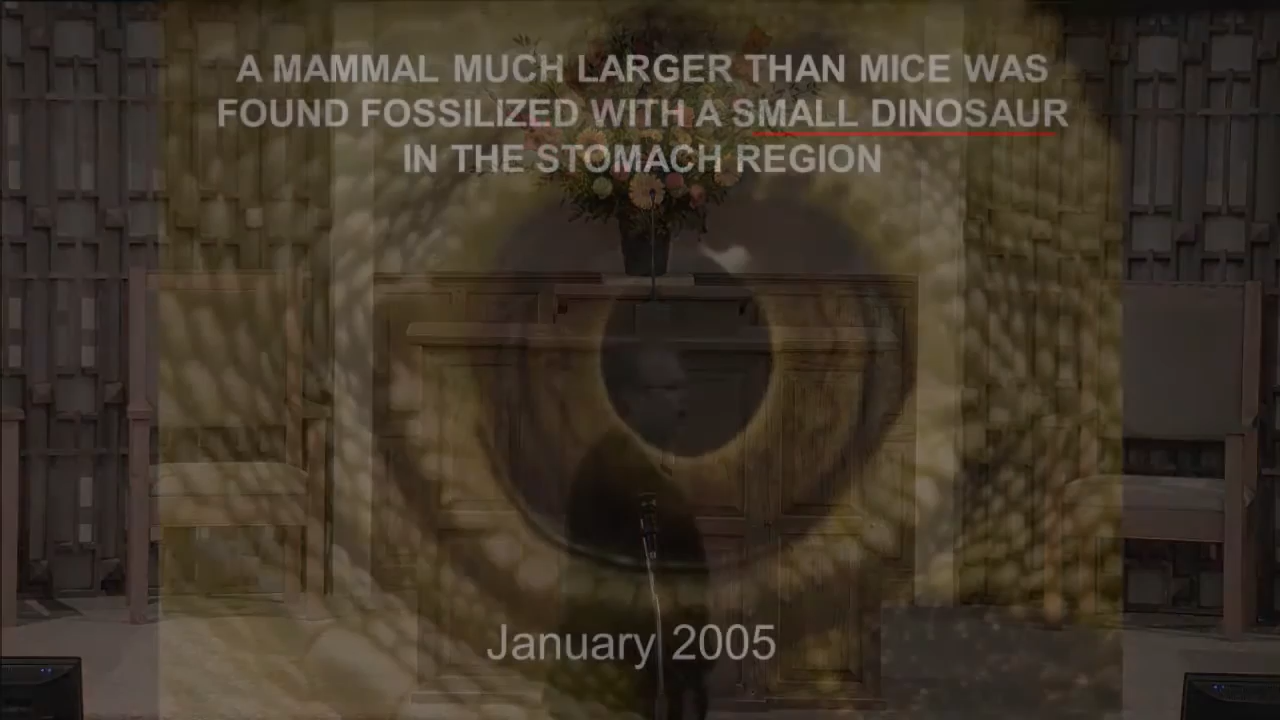 A MAMMAL MUCH LARGER THAN MICE WAS
FOUND FOSSILIZED WITH A SMALL DINOSAUR
IN THE STOMACH REGION
January 2005